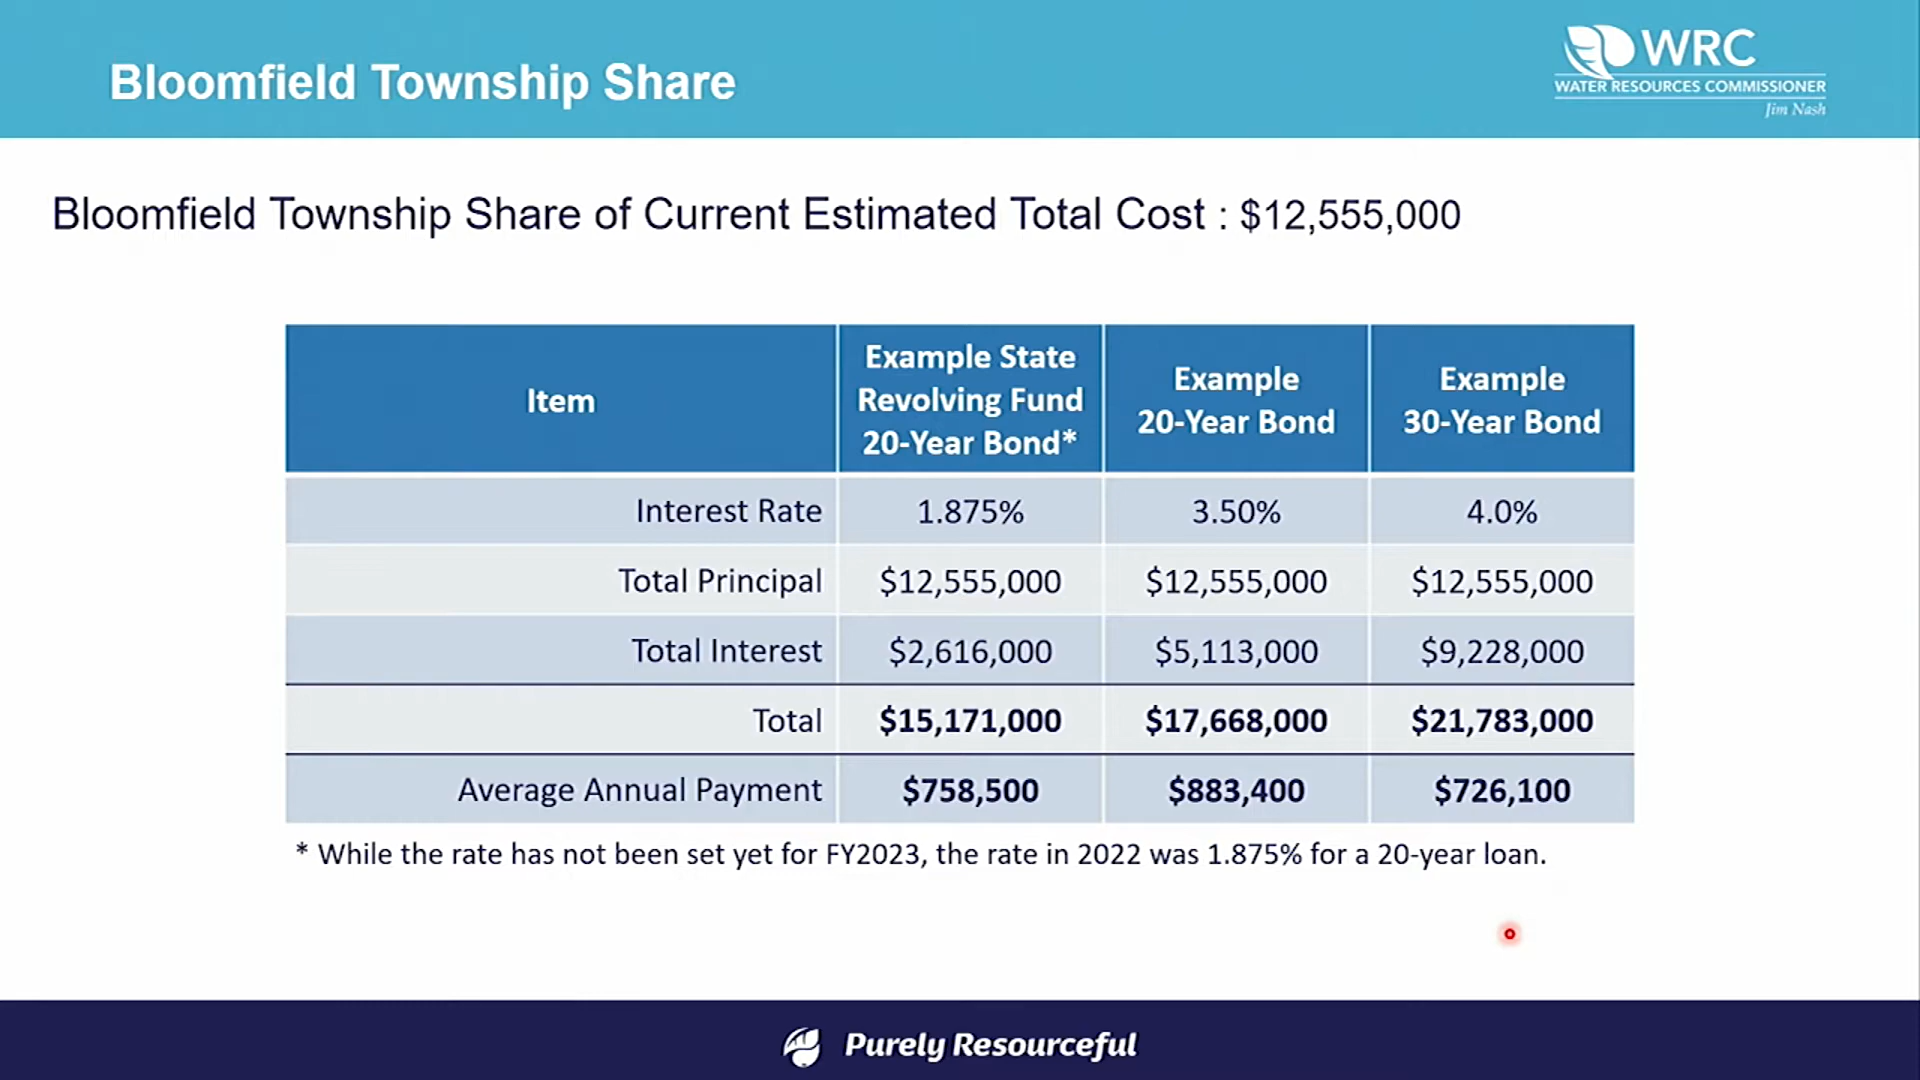 Bloomfield Township Share
WRC
WATER RESOURCES COMMISSIONER
Jim Nash
Bloomfield Township Share of Current Estimated Total Cost : $12,555,000
Item
Example State
Revolving Fund
20-Year Bond*
Example
20-Year Bond
Example
30-Year Bond
Interest Rate 1.875% 3.50% 4.0%
Total Principal $12,555,000 $12,555,000 $12,555,000
Total Interest $2,616,000 $5,113,000 $9,228,000
Total $15,171,000 $17,668,000 $21,783,000
Average Annual Payment $758,500 $883,400 $726,100
* While the rate has not been set yet for FY2023, the rate in 2022 was 1.875% for a 20-year loan.
Purely Resourceful